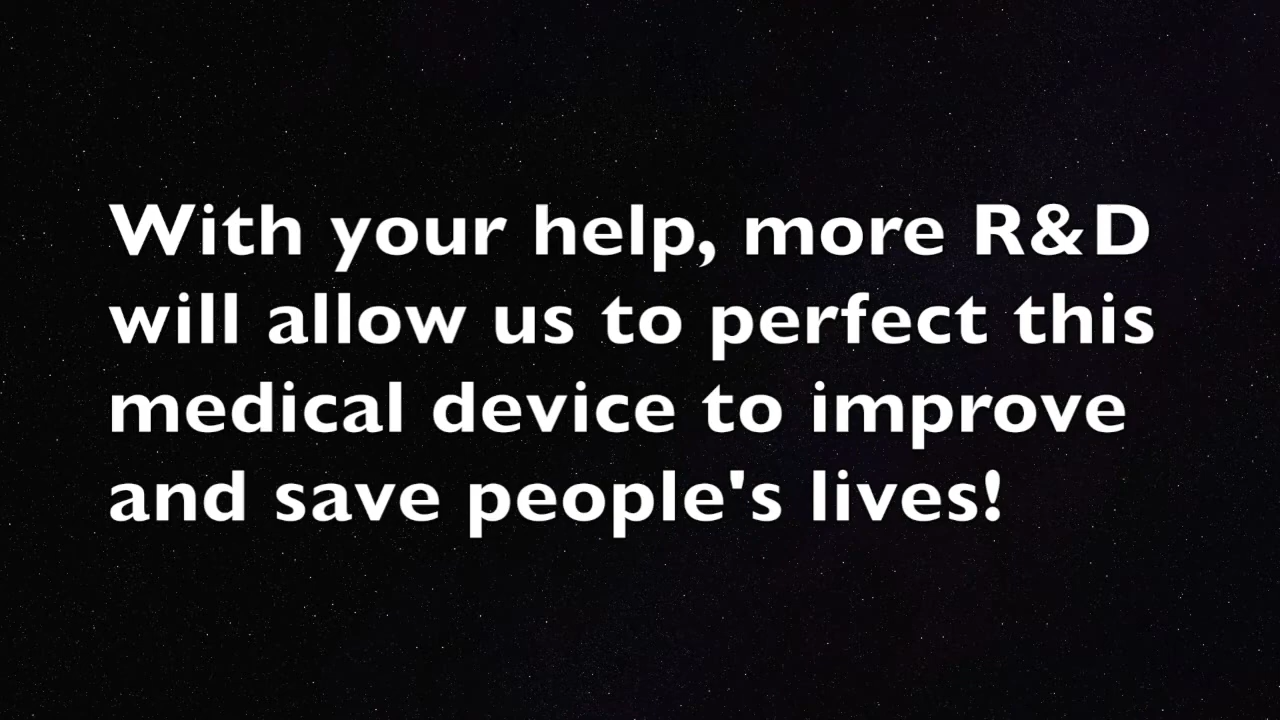 With your help, more R&D
will allow us to perfect this
medical device to improve
and save people's lives!